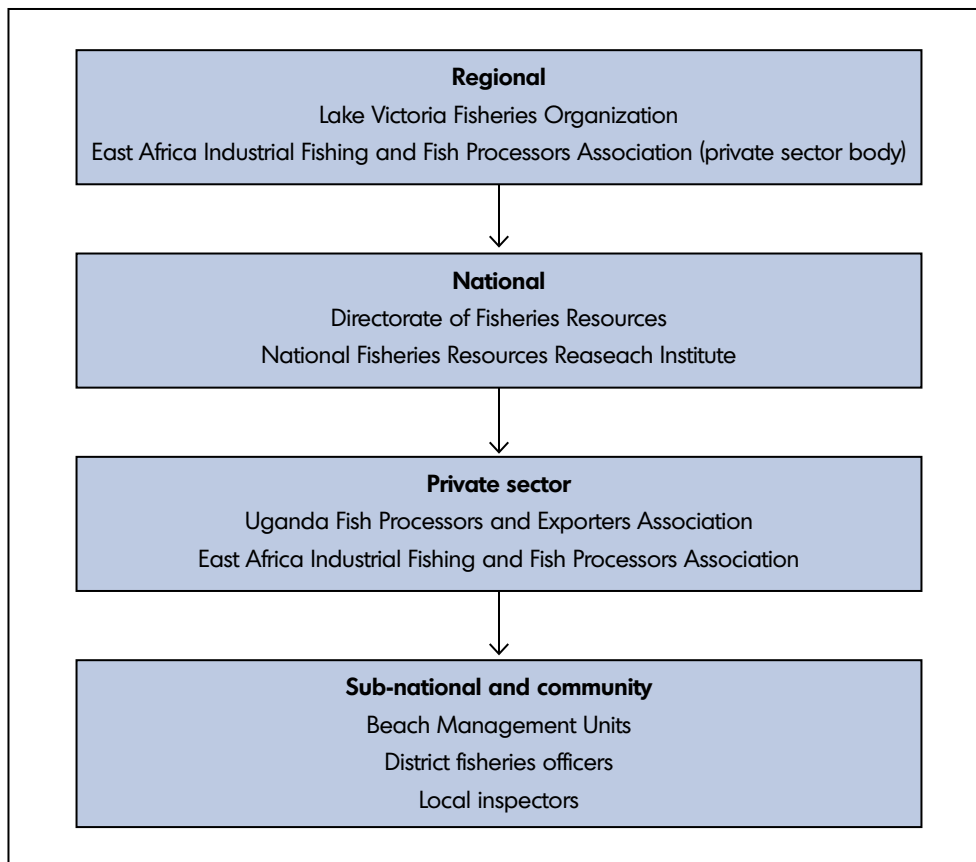 Regional
Lake Victoria Fisheries Organization
East Africa Industrial Fishing and Fish Processors Association (private sector body)
National
Directorate of Fisheries Resources
National Fisheries Resources Reaseach Institute
Private sector
Uganda Fish Processors and Exporters Association
East Africa Industrial Fishing and Fish Processors Association
Sub-national and community
Beach Management Units
District fisheries officers
Local inspectors